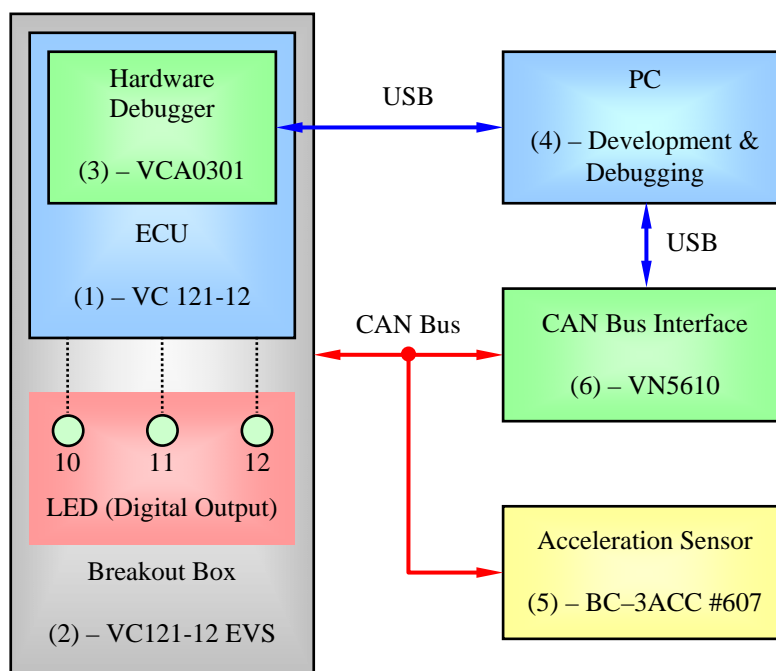 Hardware
Debugger
(3) – VCA0301
ECU
(1) – VC 121-12
10 11 12
LED (Digital Output)
Breakout Box
(2) – VC121-12 EVS
USB
PC
(4) – Development &
Debugging
USB
CAN Bus
CAN Bus Interface
(6) – VN5610
Acceleration Sensor
(5) – BC–3ACC #607